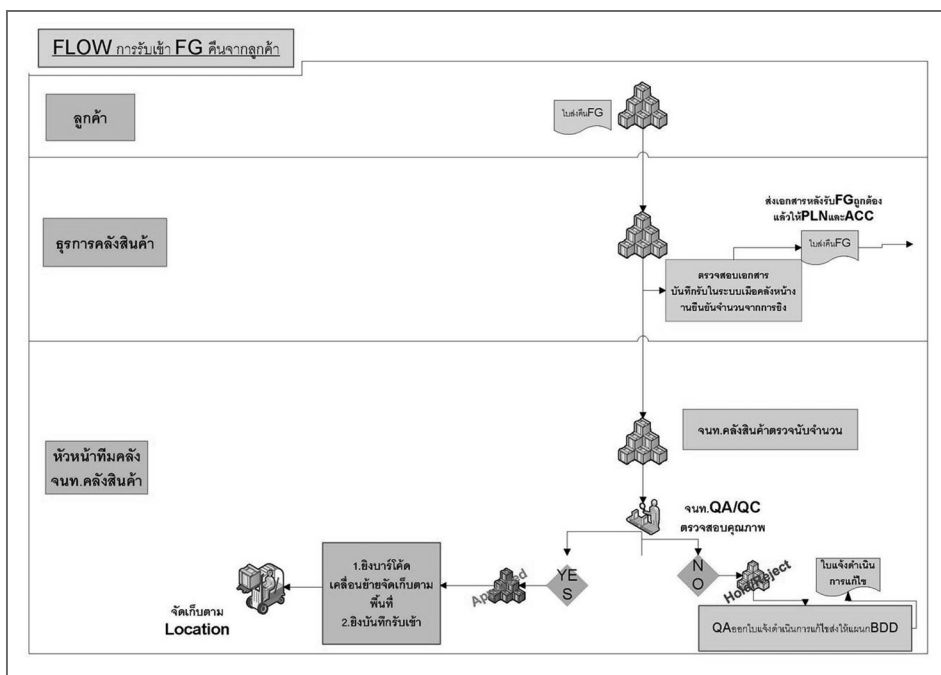 FLOW การรับเข้า FG คืนจากลูกค้า
ลูกค้า
ใบส่งคืนFG
ธุรการคลังสินค้า
ส่งเอกสารหลังรับFGถูกต้อง
แล้วให้PLNและACC
ใบส่งคืนFG
ตรวจสอบเอกสาร
บันทึกรับในระบบเมื่อคลังหน้าง
านยืนยันจำนวนจากการยิง
หัวหน้าทีมคลัง
จนท.คลังสินค้า
จนท.คลังสินค้าตรวจนับจำนวน
จนท.QA/QC
ตรวจสอบคุณภาพ
YE
S
N
O
Hold/Reject
ใบแจ้งดำเนิน
การแก้ไข
QAออกใบแจ้งดำเนินการแก้ไขส่งให้แผนกBDD
1.ยิงบาร์โค้ด
เคลื่อนย้ายจัดเก็บตาม
พื้นที่
2.ยิงบันทึกรับเข้า
จัดเก็บตาม
Location